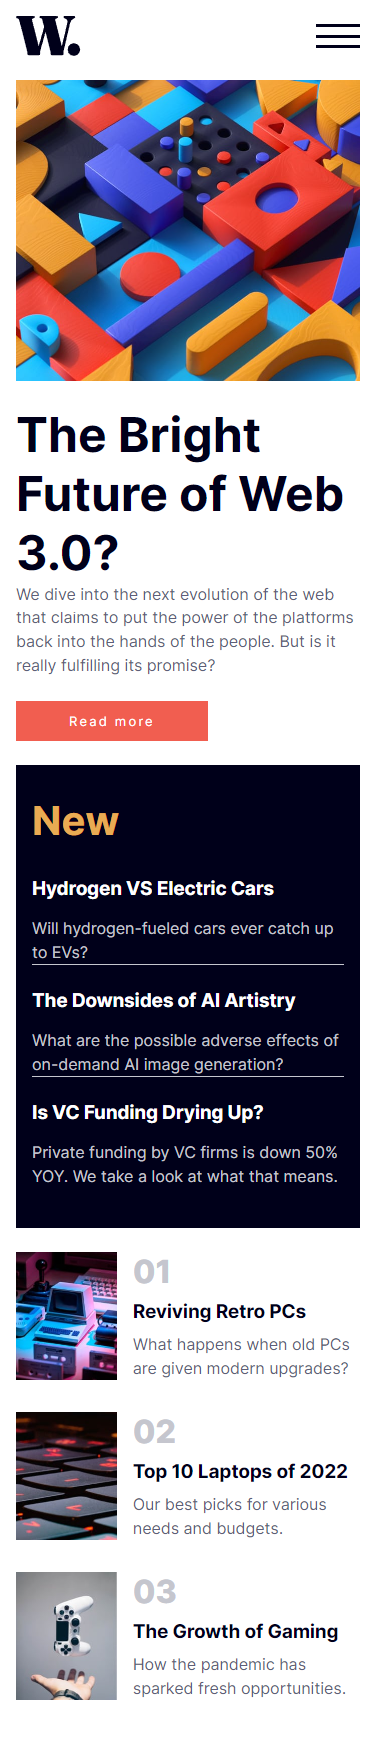 W.
The Bright
Future of Web
3.0?
We dive into the next evolution of the web
that claims to put the power of the platforms
back into the hands of the people. But is it
really fulfilling its promise?
Read more
New
Hydrogen VS Electric Cars
Will hydrogen-fueled cars ever catch up
to EVs?
The Downsides of AI Artistry
What are the possible adverse effects of
on-demand AI image generation?
Is VC Funding Drying Up?
Private funding by VC firms is down 50%
YOY. We take a look at what that means.
01
Reviving Retro PCs
What happens when old PCs
are given modern upgrades?
02
Top 10 Laptops of 2022
Our best picks for various
needs and budgets.
03
The Growth of Gaming
How the pandemic has
sparked fresh opportunities.